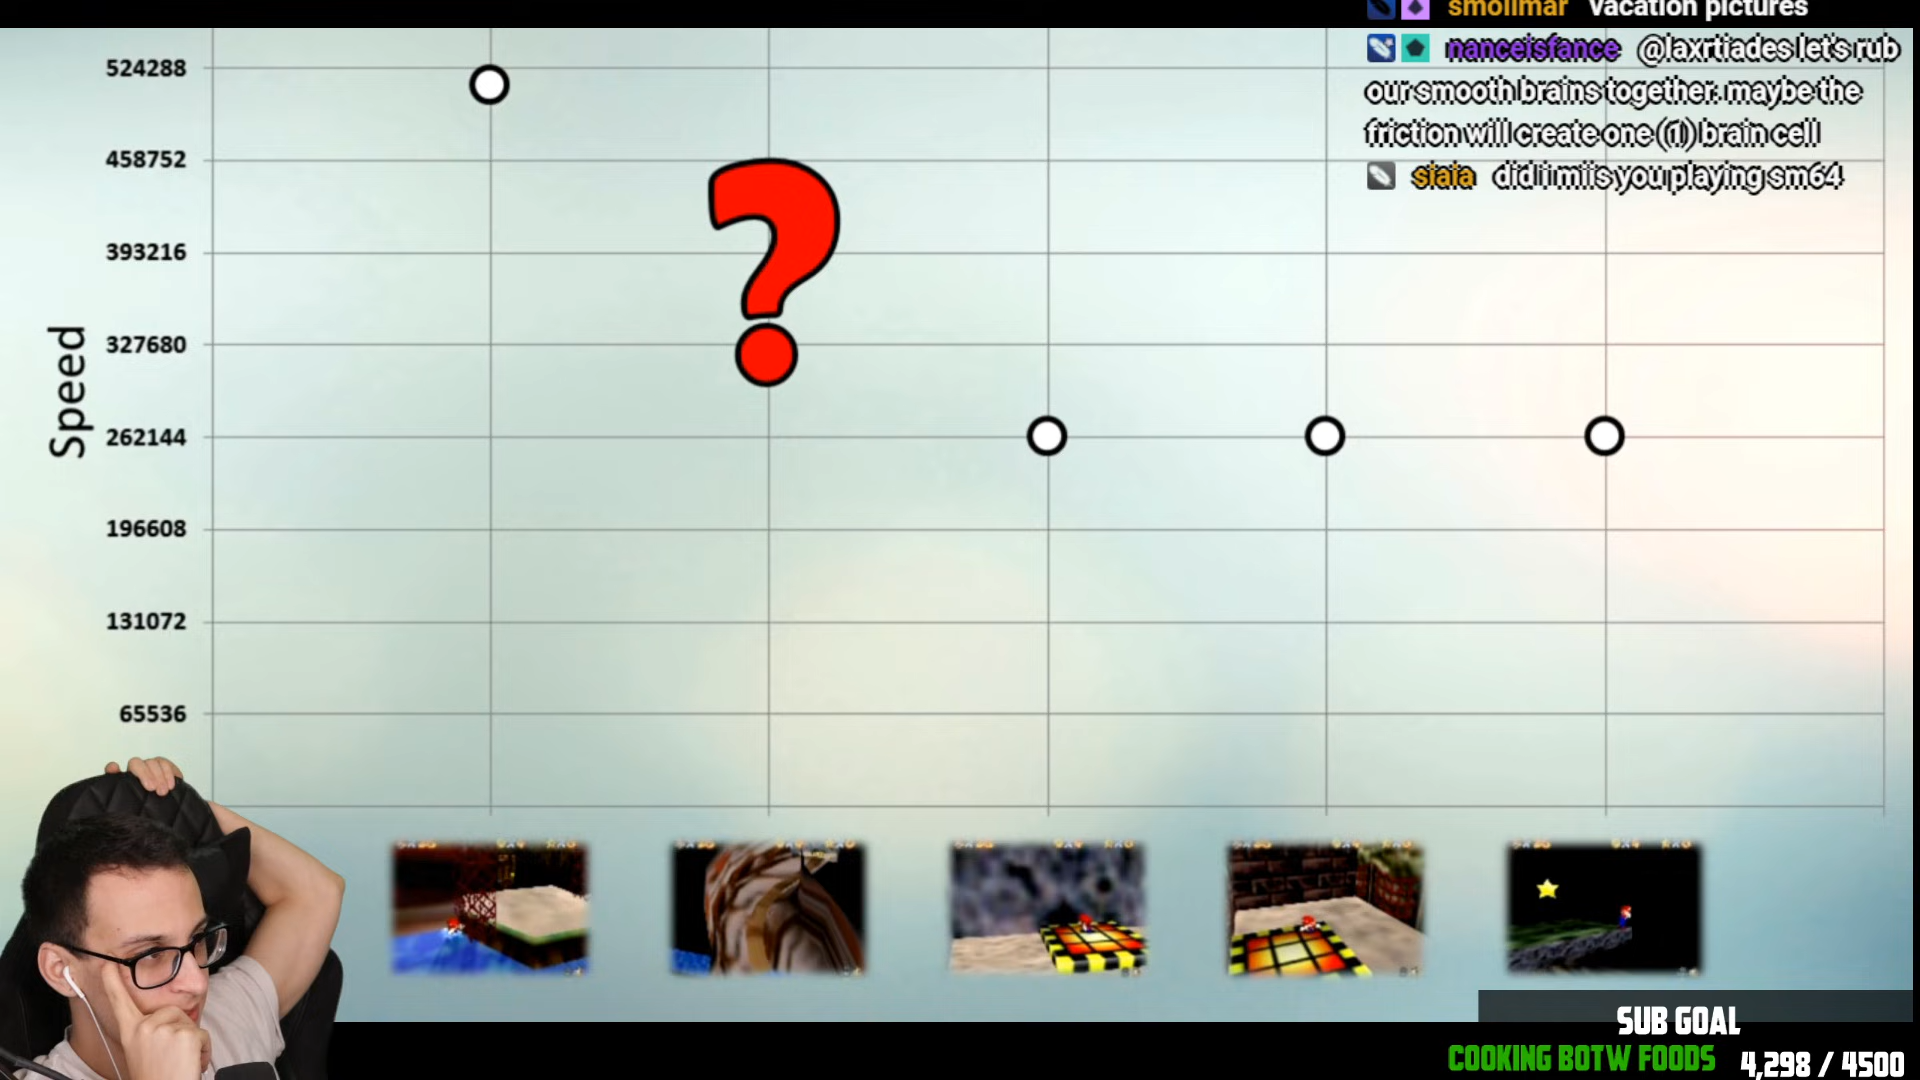 smolimar Vacation pictures
nanceisfance @laxrtiades let's rub
our smooth brains together. maybe the
friction will create one (1) brain cell
siaia did i miis you playing sm64
524288
458752
393216
327680
262144
196608
131072
65536
Speed
?
SUB GOAL
COOKING BOTW FOODS 4,298 / 4500